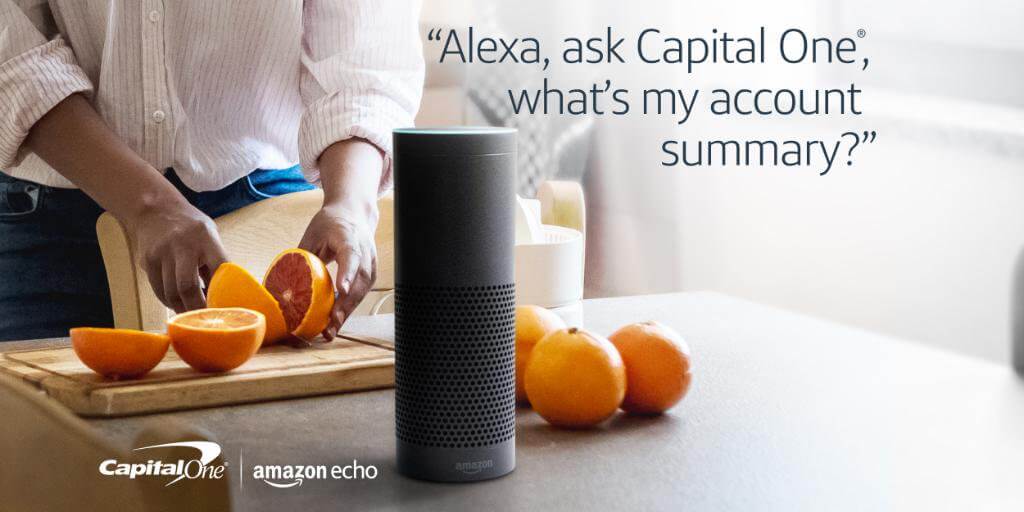 “Alexa, ask Capital One®,
what’s my account
summary?”
amazon
Capital One®
amazon echo